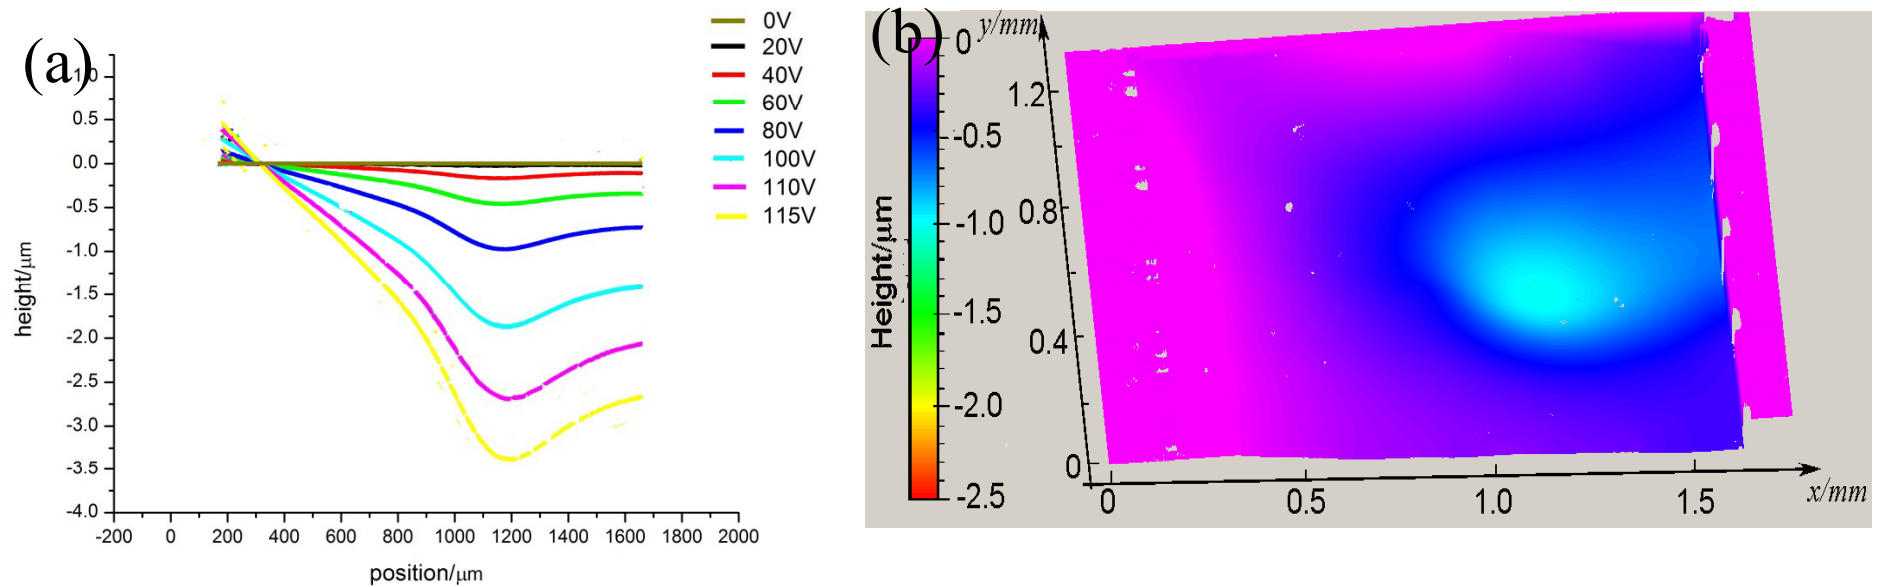 (a)
1.0
0.5
0.0
-0.5
-1.0
-1.5
-2.0
-2.5
-3.0
-3.5
-4.0
height/μm
-200 0 200 400 600 800 1000 1200 1400 1600 1800 2000
position/μm
0V
20V
40V
60V
80V
100V
110V
115V
(b)
0
-0.5
-1.0
-1.5
-2.0
-2.5
Height/μm
y/mm
1.2
0.8
0.4
0
0 0.5 1.0 1.5
x/mm